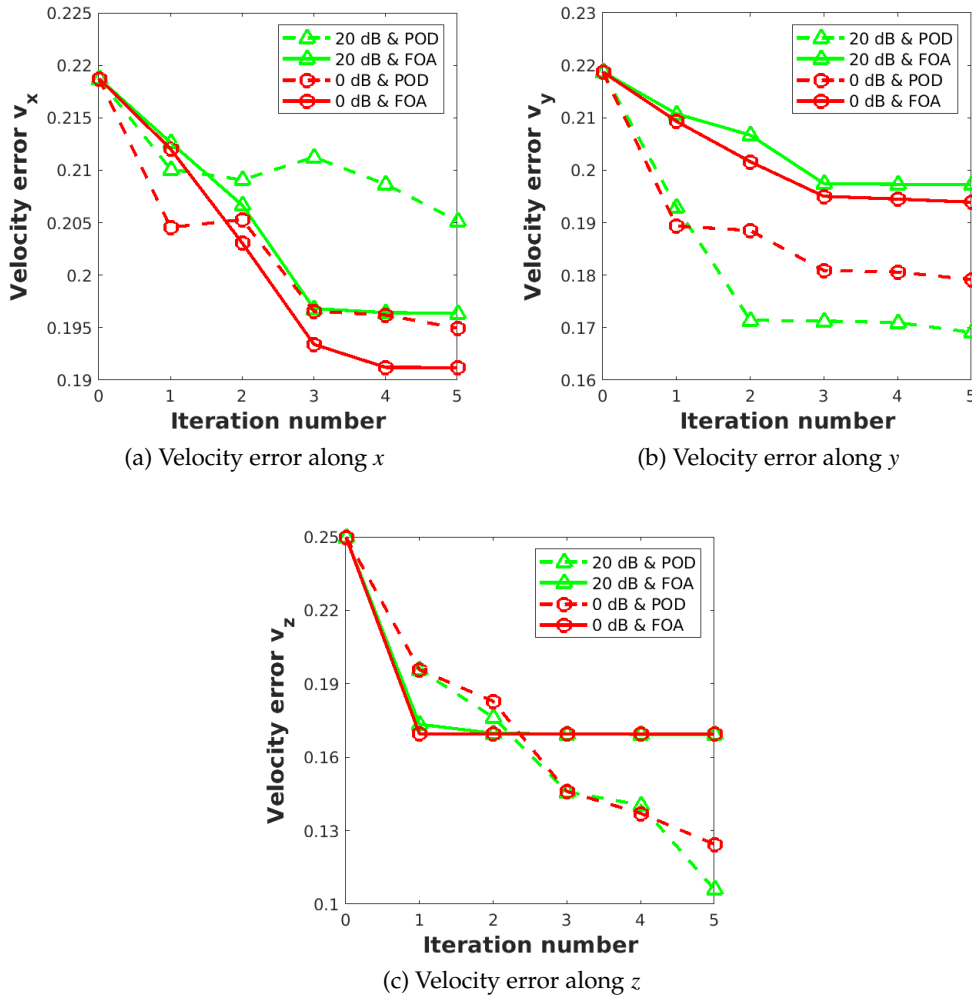 0.225
0.22
0.215
0.21
0.205
0.2
0.195
0.19
Velocity error v_x
20 dB & POD
20 dB & FOA
0 dB & POD
0 dB & FOA
0 1 2 3 4 5
Iteration number
(a) Velocity error along x
0.23
0.22
0.21
0.2
0.19
0.18
0.17
0.16
Velocity error v_y
20 dB & POD
20 dB & FOA
0 dB & POD
0 dB & FOA
0 1 2 3 4 5
Iteration number
(b) Velocity error along y
0.25
0.22
0.19
0.16
0.13
0.1
Velocity error v_z
20 dB & POD
20 dB & FOA
0 dB & POD
0 dB & FOA
0 1 2 3 4 5
Iteration number
(c) Velocity error along z